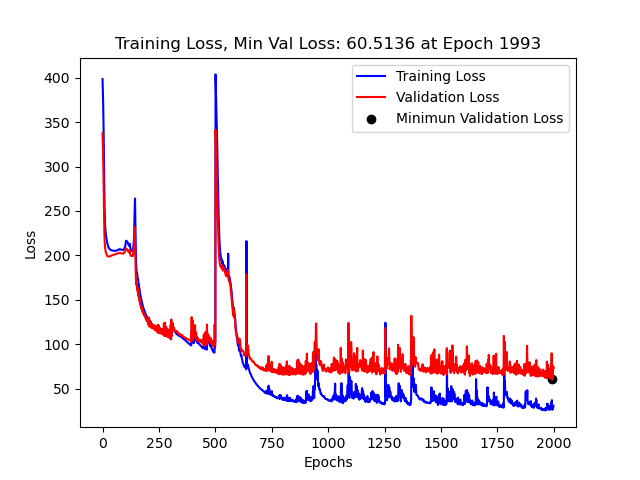 Training Loss, Min Val Loss: 60.5136 at Epoch 1993
Training Loss
Validation Loss
Minimun Validation Loss
400
350
300
250
200
150
100
50
Loss
0 250 500 750 1000 1250 1500 1750 2000
Epochs